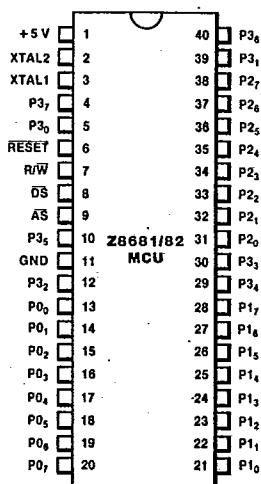 +5 V 1 40 P3₆
XTAL2 2 39 P3₁
XTAL1 3 38 P2₇
P3₇ 4 37 P2₆
P3₀ 5 36 P2₅
RESET 6 35 P2₄
R/W 7 34 P2₃
DS 8 33 P2₂
AS 9 32 P2₁
P3₅ 10 31 P2₀
Z8681/82
MCU
GND 11 30 P3₃
P3₂ 12 29 P3₄
P0₀ 13 28 P1₇
P0₁ 14 27 P1₆
P0₂ 15 26 P1₅
P0₃ 16 25 P1₄
P0₄ 17 24 P1₃
P0₅ 18 23 P1₂
P0₆ 19 22 P1₁
P0₇ 20 21 P1₀